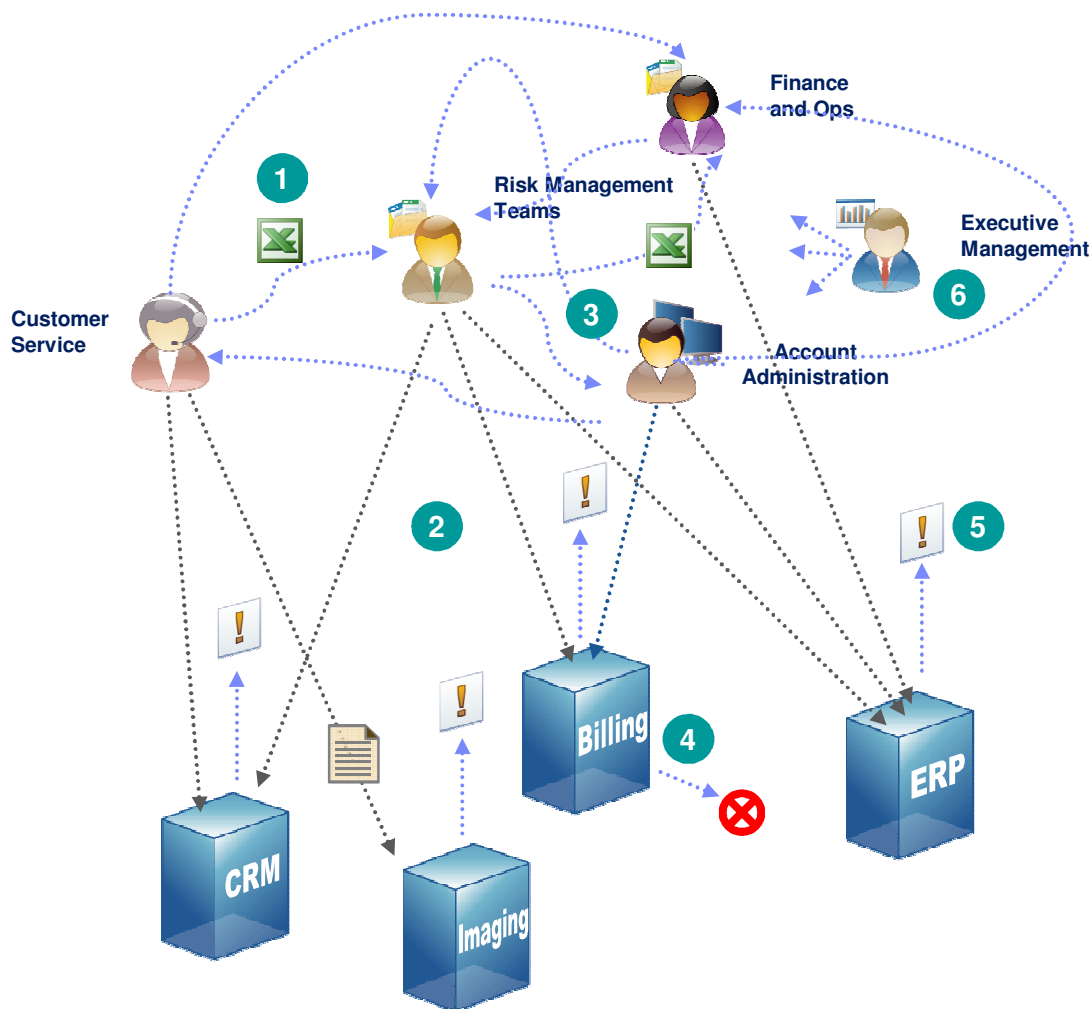 Finance
and Ops
1
Risk Management
Teams
Executive
Management
6
3
Customer
Service
Account
Administration
2
5
Billing
4
ERP
CRM
Imaging